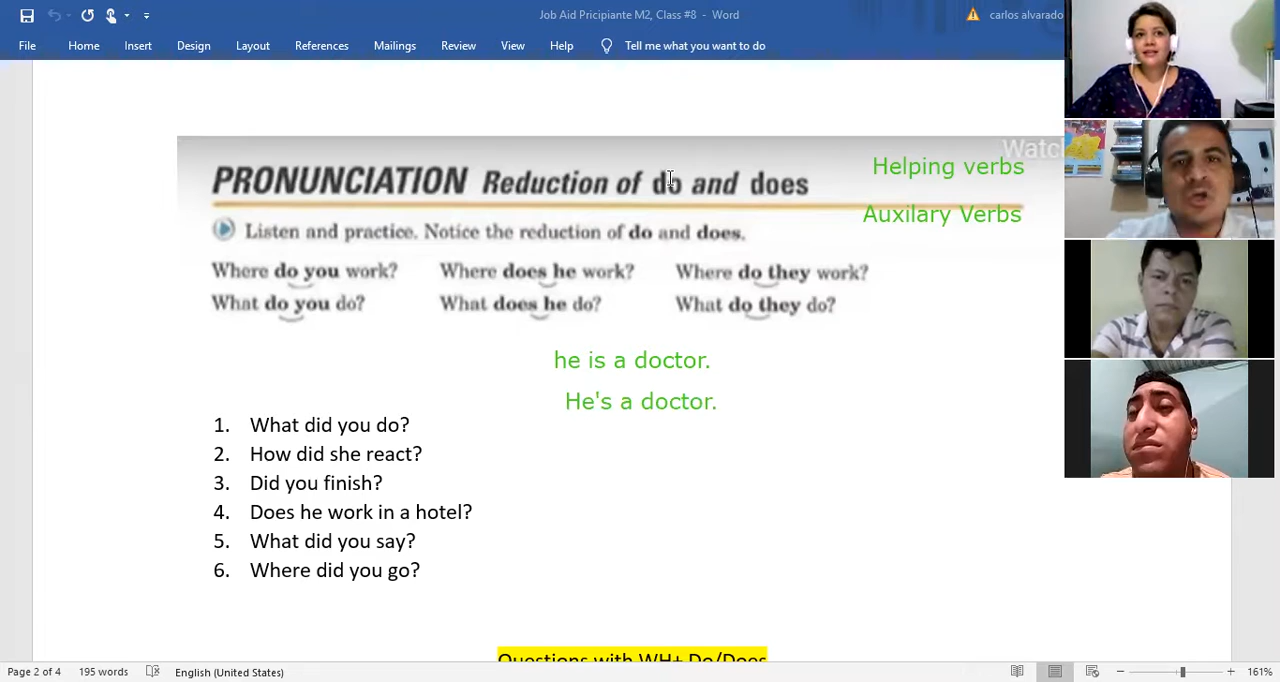 Job Aid Pricipiante M2, Class #8 - Word
carlos alvarado
File Home Insert Design Layout References Mailings Review View Help Tell me what you want to do
PRONUNCIATION Reduction of do and does
Helping verbs
Auxilary Verbs
Listen and practice. Notice the reduction of do and does.
Where do you work? Where does he work? Where do they work?
What do you do? What does he do? What do they do?
he is a doctor.
He's a doctor.
1. What did you do?
2. How did she react?
3. Did you finish?
4. Does he work in a hotel?
5. What did you say?
6. Where did you go?
Questions with WH+ Do/Does
Page 2 of 4 195 words English (United States) 161%